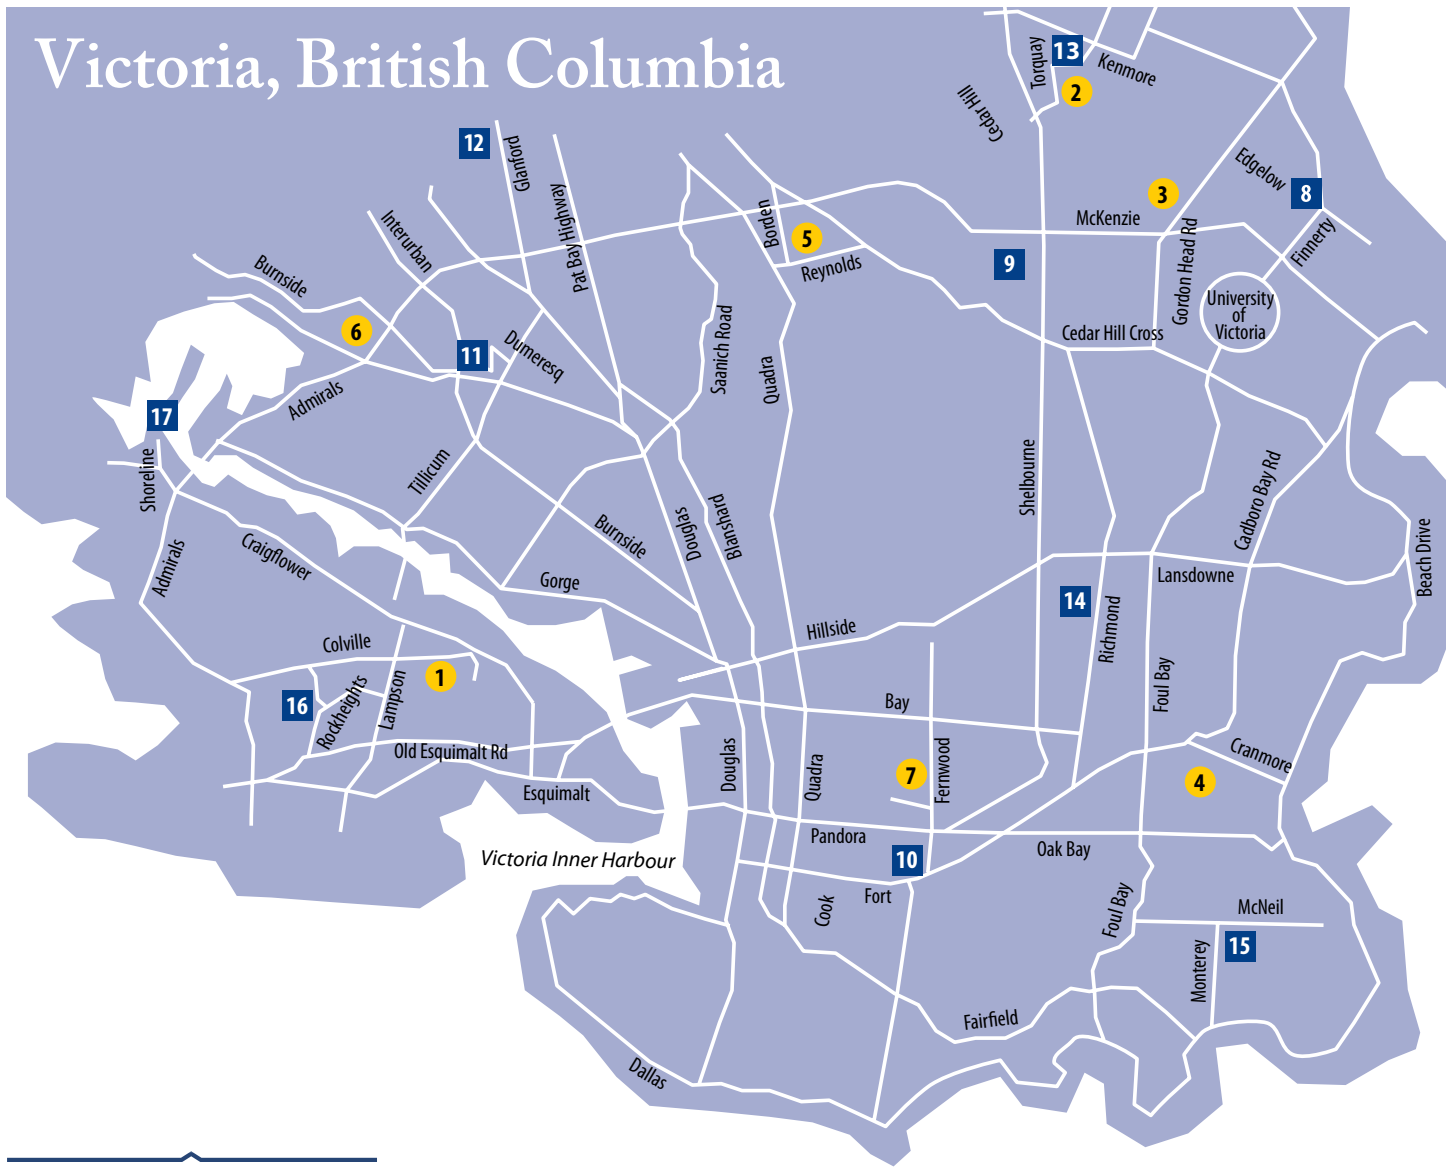 Victoria, British Columbia
13
Torquay
Kenmore
2
Cedar Hill
12
Glanford
Edgelow
8
3
Pat Bay Highway
Borden
McKenzie
Interurban
5
Finnerty
Gordon Head Rd
Reynolds
9
Burnside
University
of
Victoria
6
Cedar Hill Cross
11
Dumeresq
Saanich Road
Quadra
Admirals
17
Shoreline
Tillicum
Shelbourne
Cadboro Bay Rd
Burnside
Douglas
Blanshard
Beach Drive
Craigflower
Admirals
Gorge
Lansdowne
14
Richmond
Hillside
Colville
1
Foul Bay
16
Rockheights
Lampson
Bay
Old Esquimalt Rd
Douglas
Quadra
7
Fernwood
Cranmore
4
Esquimalt
Pandora
Oak Bay
Victoria Inner Harbour
10
Fort
Cook
Foul Bay
McNeil
15
Monterey
Fairfield
Dallas